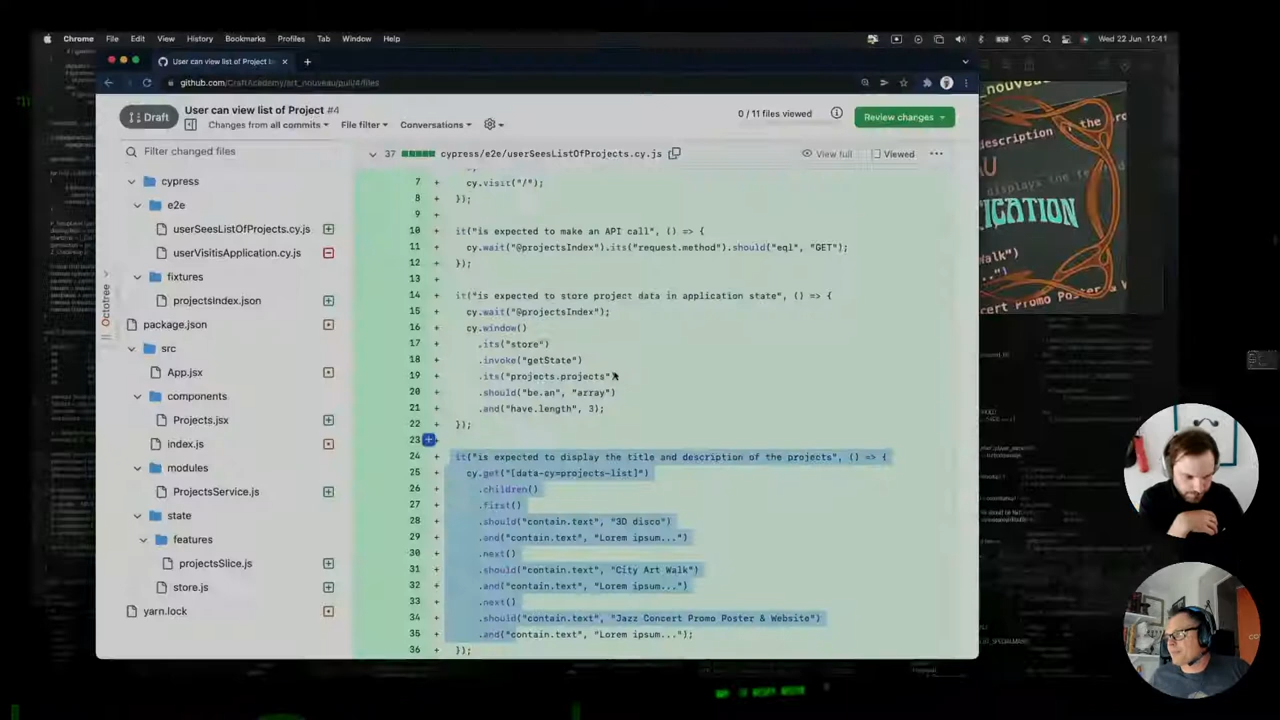 Chrome File Edit View History Bookmarks Profiles Tab Window Help Wed 22 Jun 12:41
User can view list of Project
github.com/CraftAcademy/art_nouveau/pull/4/files
Draft
User can view list of Project #4
Changes from all commits File filter Conversations
0 / 11 files viewed
Review changes
Filter changed files
37 cypress/e2e/userSeesListOfProjects.cy.js
View full
Viewed
cypress
e2e
userSeesListOfProjects.cy.js
userVisitisApplication.cy.js
fixtures
projectsIndex.json
package.json
src
App.jsx
components
Projects.jsx
index.js
modules
ProjectsService.js
state
features
projectsSlice.js
store.js
yarn.lock
Octotree
7 + cy.visit("/");
8 + });
9 +
10 + it("is expected to make an API call", () => {
11 + cy.wait("@projectsIndex").its("request.method").should("eql", "GET");
12 + });
13 +
14 + it("is expected to store project data in application state", () => {
15 + cy.wait("@projectsIndex");
16 + cy.window()
17 + .its("store")
18 + .invoke("getState")
19 + .its("projects.projects")
20 + .should("be.an", "array")
21 + .and("have.length", 3);
22 + });
23 +
24 + it("is expected to display the title and description of the projects", () => {
25 + cy.get("[data-cy=projects-list]")
26 + .children()
27 + .first()
28 + .should("contain.text", "3D disco")
29 + .and("contain.text", "Lorem ipsum...")
30 + .next()
31 + .should("contain.text", "City Art Walk")
32 + .and("contain.text", "Lorem ipsum...")
33 + .next()
34 + .should("contain.text", "Jazz Concert Promo Poster & Website")
35 + .and("contain.text", "Lorem ipsum...");
36 + });